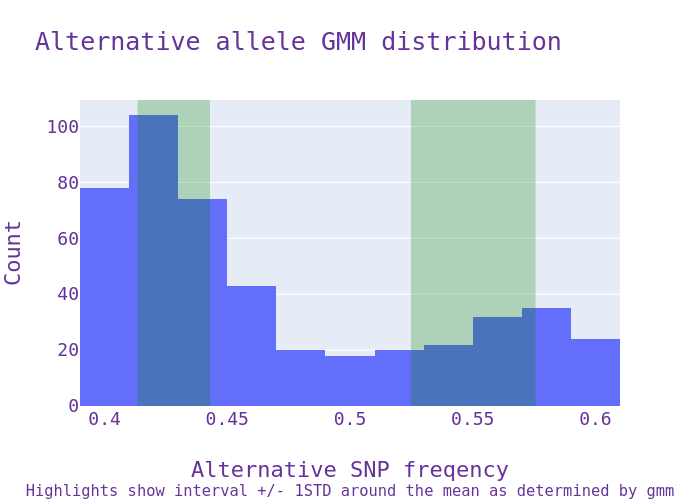 Alternative allele GMM distribution
100
80
60
40
20
0
Count
0.4 0.45 0.5 0.55 0.6
Alternative SNP freqency
Highlights show interval +/- 1STD around the mean as determined by gmm